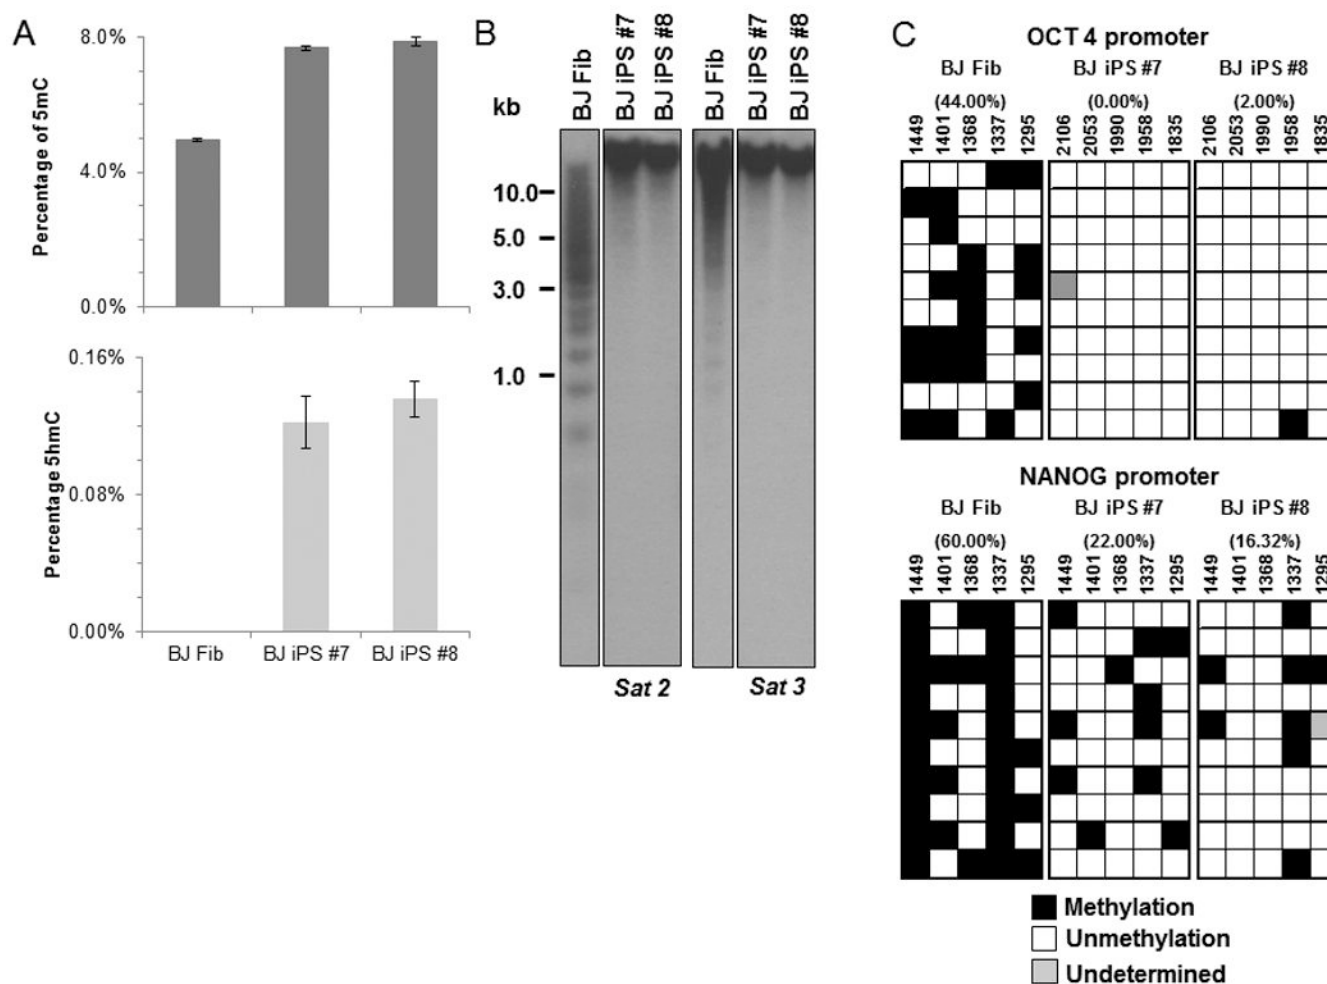 A
8.0%
4.0%
0.0%
Percentage of 5mC
0.16%
0.08%
0.00%
Percentage 5hmC
BJ Fib BJ iPS #7 BJ iPS #8
B
BJ Fib BJ iPS #7 BJ iPS #8 BJ Fib BJ iPS #7 BJ iPS #8
kb
10.0
5.0
3.0
1.0
Sat 2 Sat 3
C
OCT 4 promoter
BJ Fib BJ iPS #7 BJ iPS #8
(44.00%) (0.00%) (2.00%)
1449 1401 1368 1337 1295 2106 2053 1990 1958 1835 2106 2053 1990 1958 1835
NANOG promoter
BJ Fib BJ iPS #7 BJ iPS #8
(60.00%) (22.00%) (16.32%)
1449 1401 1368 1337 1295 1449 1401 1368 1337 1295 1449 1401 1368 1337 1295
Methylation
Unmethylation
Undetermined